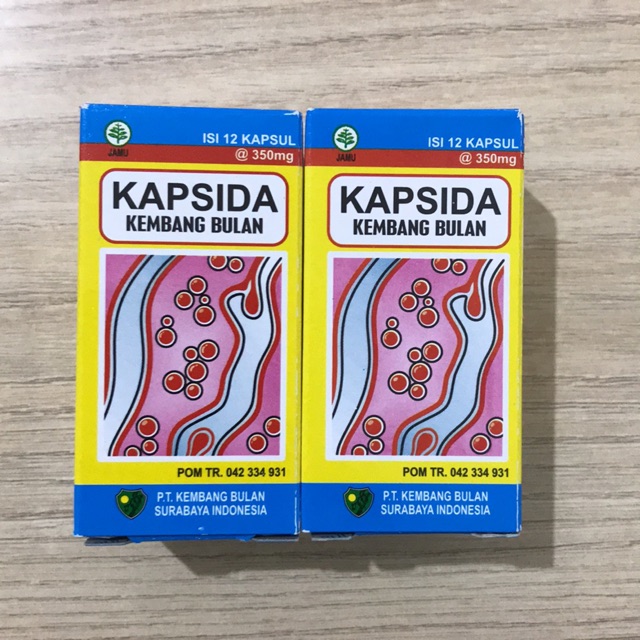 JAMU
ISI 12 KAPSUL
@ 350mg
KAPSIDA
KEMBANG BULAN
POM TR. 042 334 931
P.T. KEMBANG BULAN
SURABAYA INDONESIA
JAMU
ISI 12 KAPSUL
@ 350mg
KAPSIDA
KEMBANG BULAN
POM TR. 042 334 931
P.T. KEMBANG BULAN
SURABAYA INDONESIA